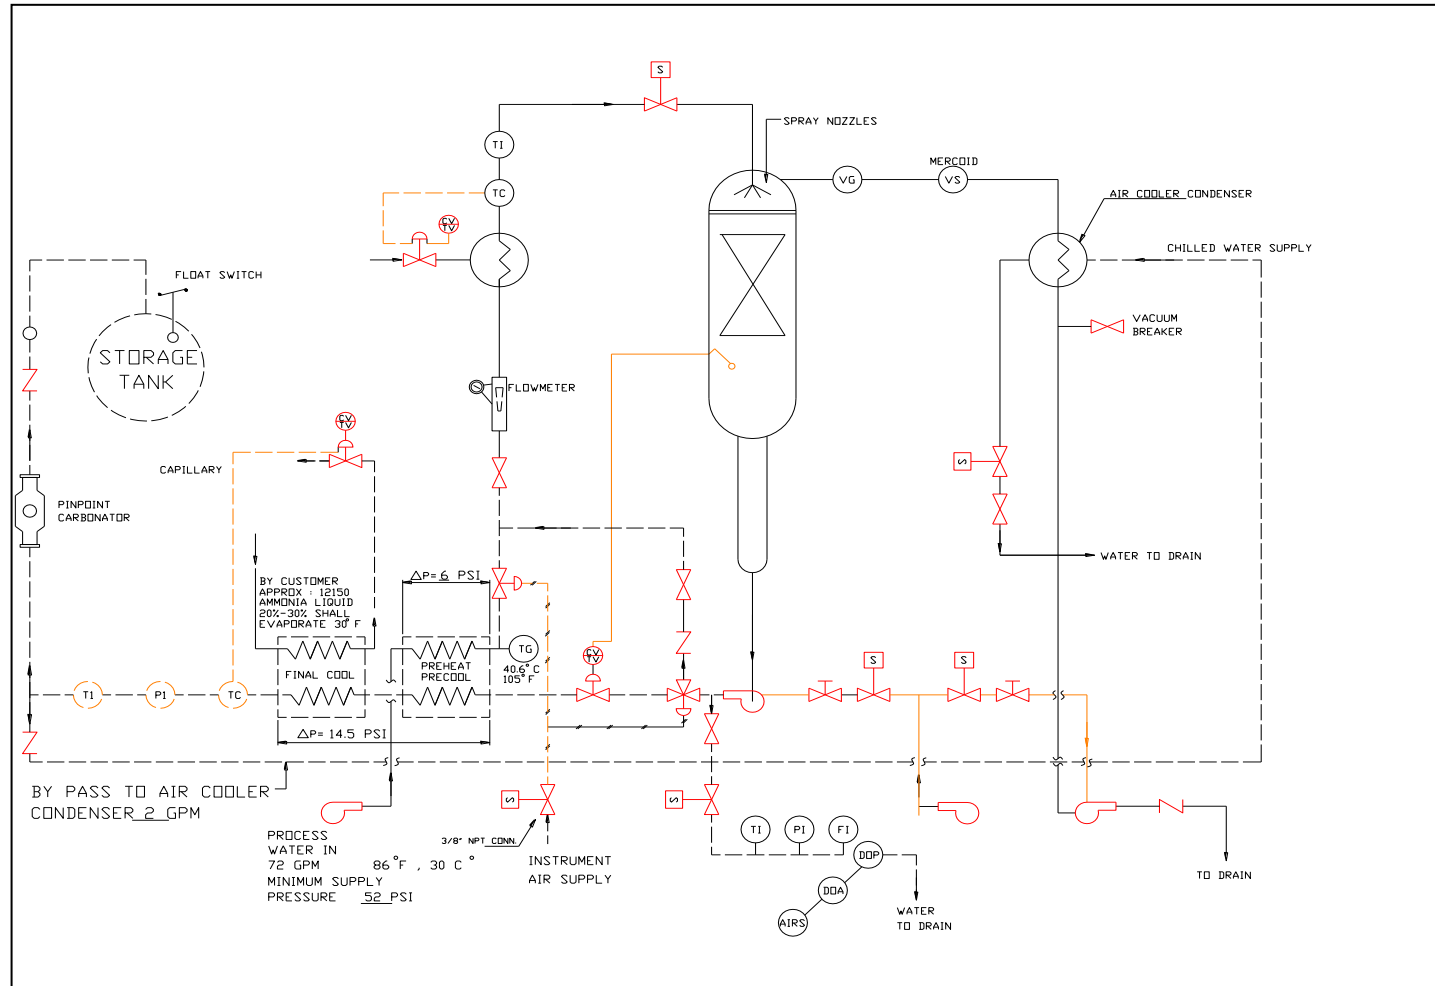 S
SPRAY NOZZLES
TI
MERCOID
VG
VS
TC
AIR COOLER CONDENSER
CV
TV
CHILLED WATER SUPPLY
FLOAT SWITCH
VACUUM
BREAKER
STORAGE
TANK
FLOWMETER
CV
TV
CAPILLARY
S
PINPOINT
CARBONATOR
WATER TO DRAIN
△P= 6 PSI
BY CUSTOMER
APPROX : 12150
AMMONIA LIQUID
20%-30% SHALL
EVAPORATE 30°F
TG
40.6°C
105°F
CV
TV
S
S
PREHEAT
PRECOOL
FINAL COOL
T1
P1
TC
△P= 14.5 PSI
BY PASS TO AIR COOLER
CONDENSER 2 GPM
S
S
3/8" NPT CONN.
INSTRUMENT
AIR SUPPLY
PROCESS
WATER IN
72 GPM 86°F , 30 C°
MINIMUM SUPPLY
PRESSURE 52 PSI
TI
PI
FI
DOP
DOA
AIRS
WATER
TO DRAIN
TO DRAIN